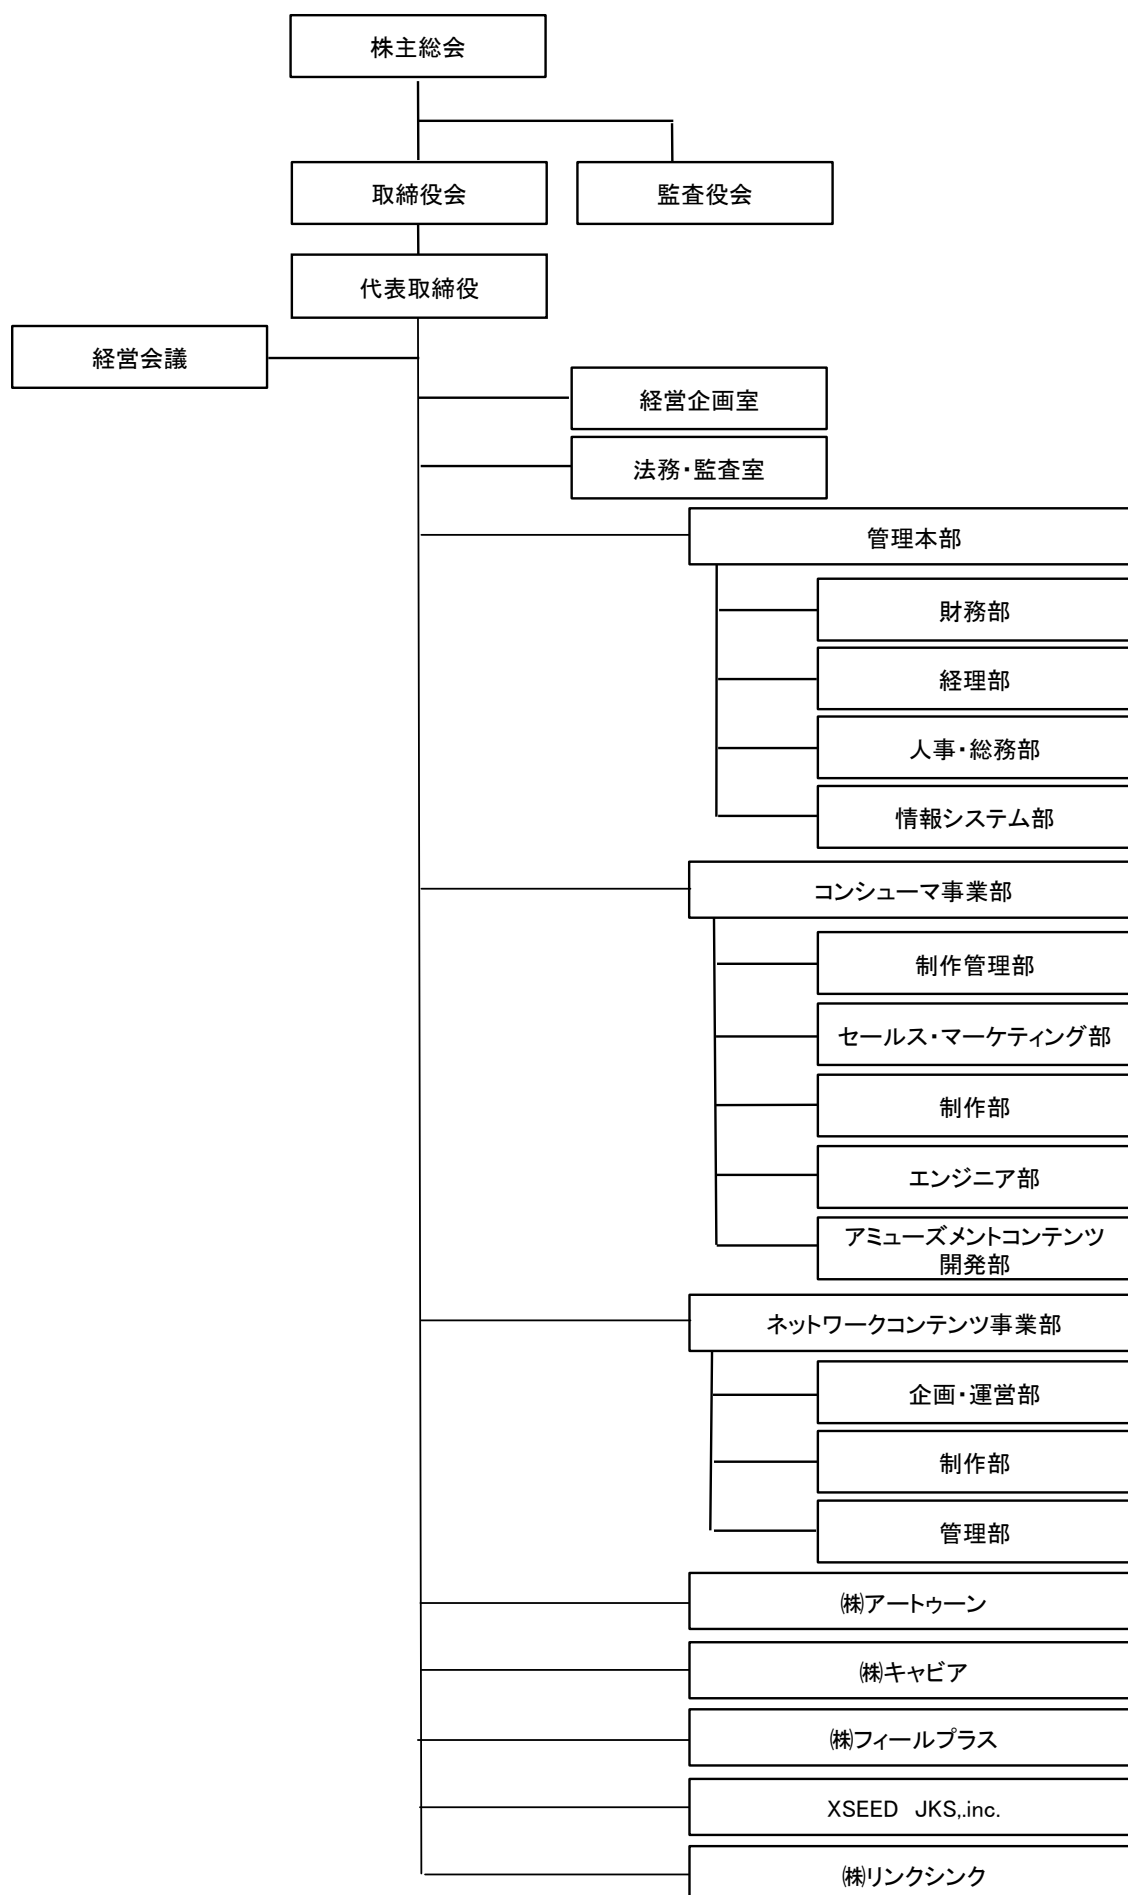 株主総会
取締役会
監査役会
代表取締役
経営会議
経営企画室
法務・監査室
管理本部
財務部
経理部
人事・総務部
情報システム部
コンシューマ事業部
制作管理部
セールス・マーケティング部
制作部
エンジニア部
アミューズメントコンテンツ
開発部
ネットワークコンテンツ事業部
企画・運営部
制作部
管理部
㈱アートゥーン
㈱キャビア
㈱フィールプラス
XSEED JKS,.inc.
㈱リンクシンク